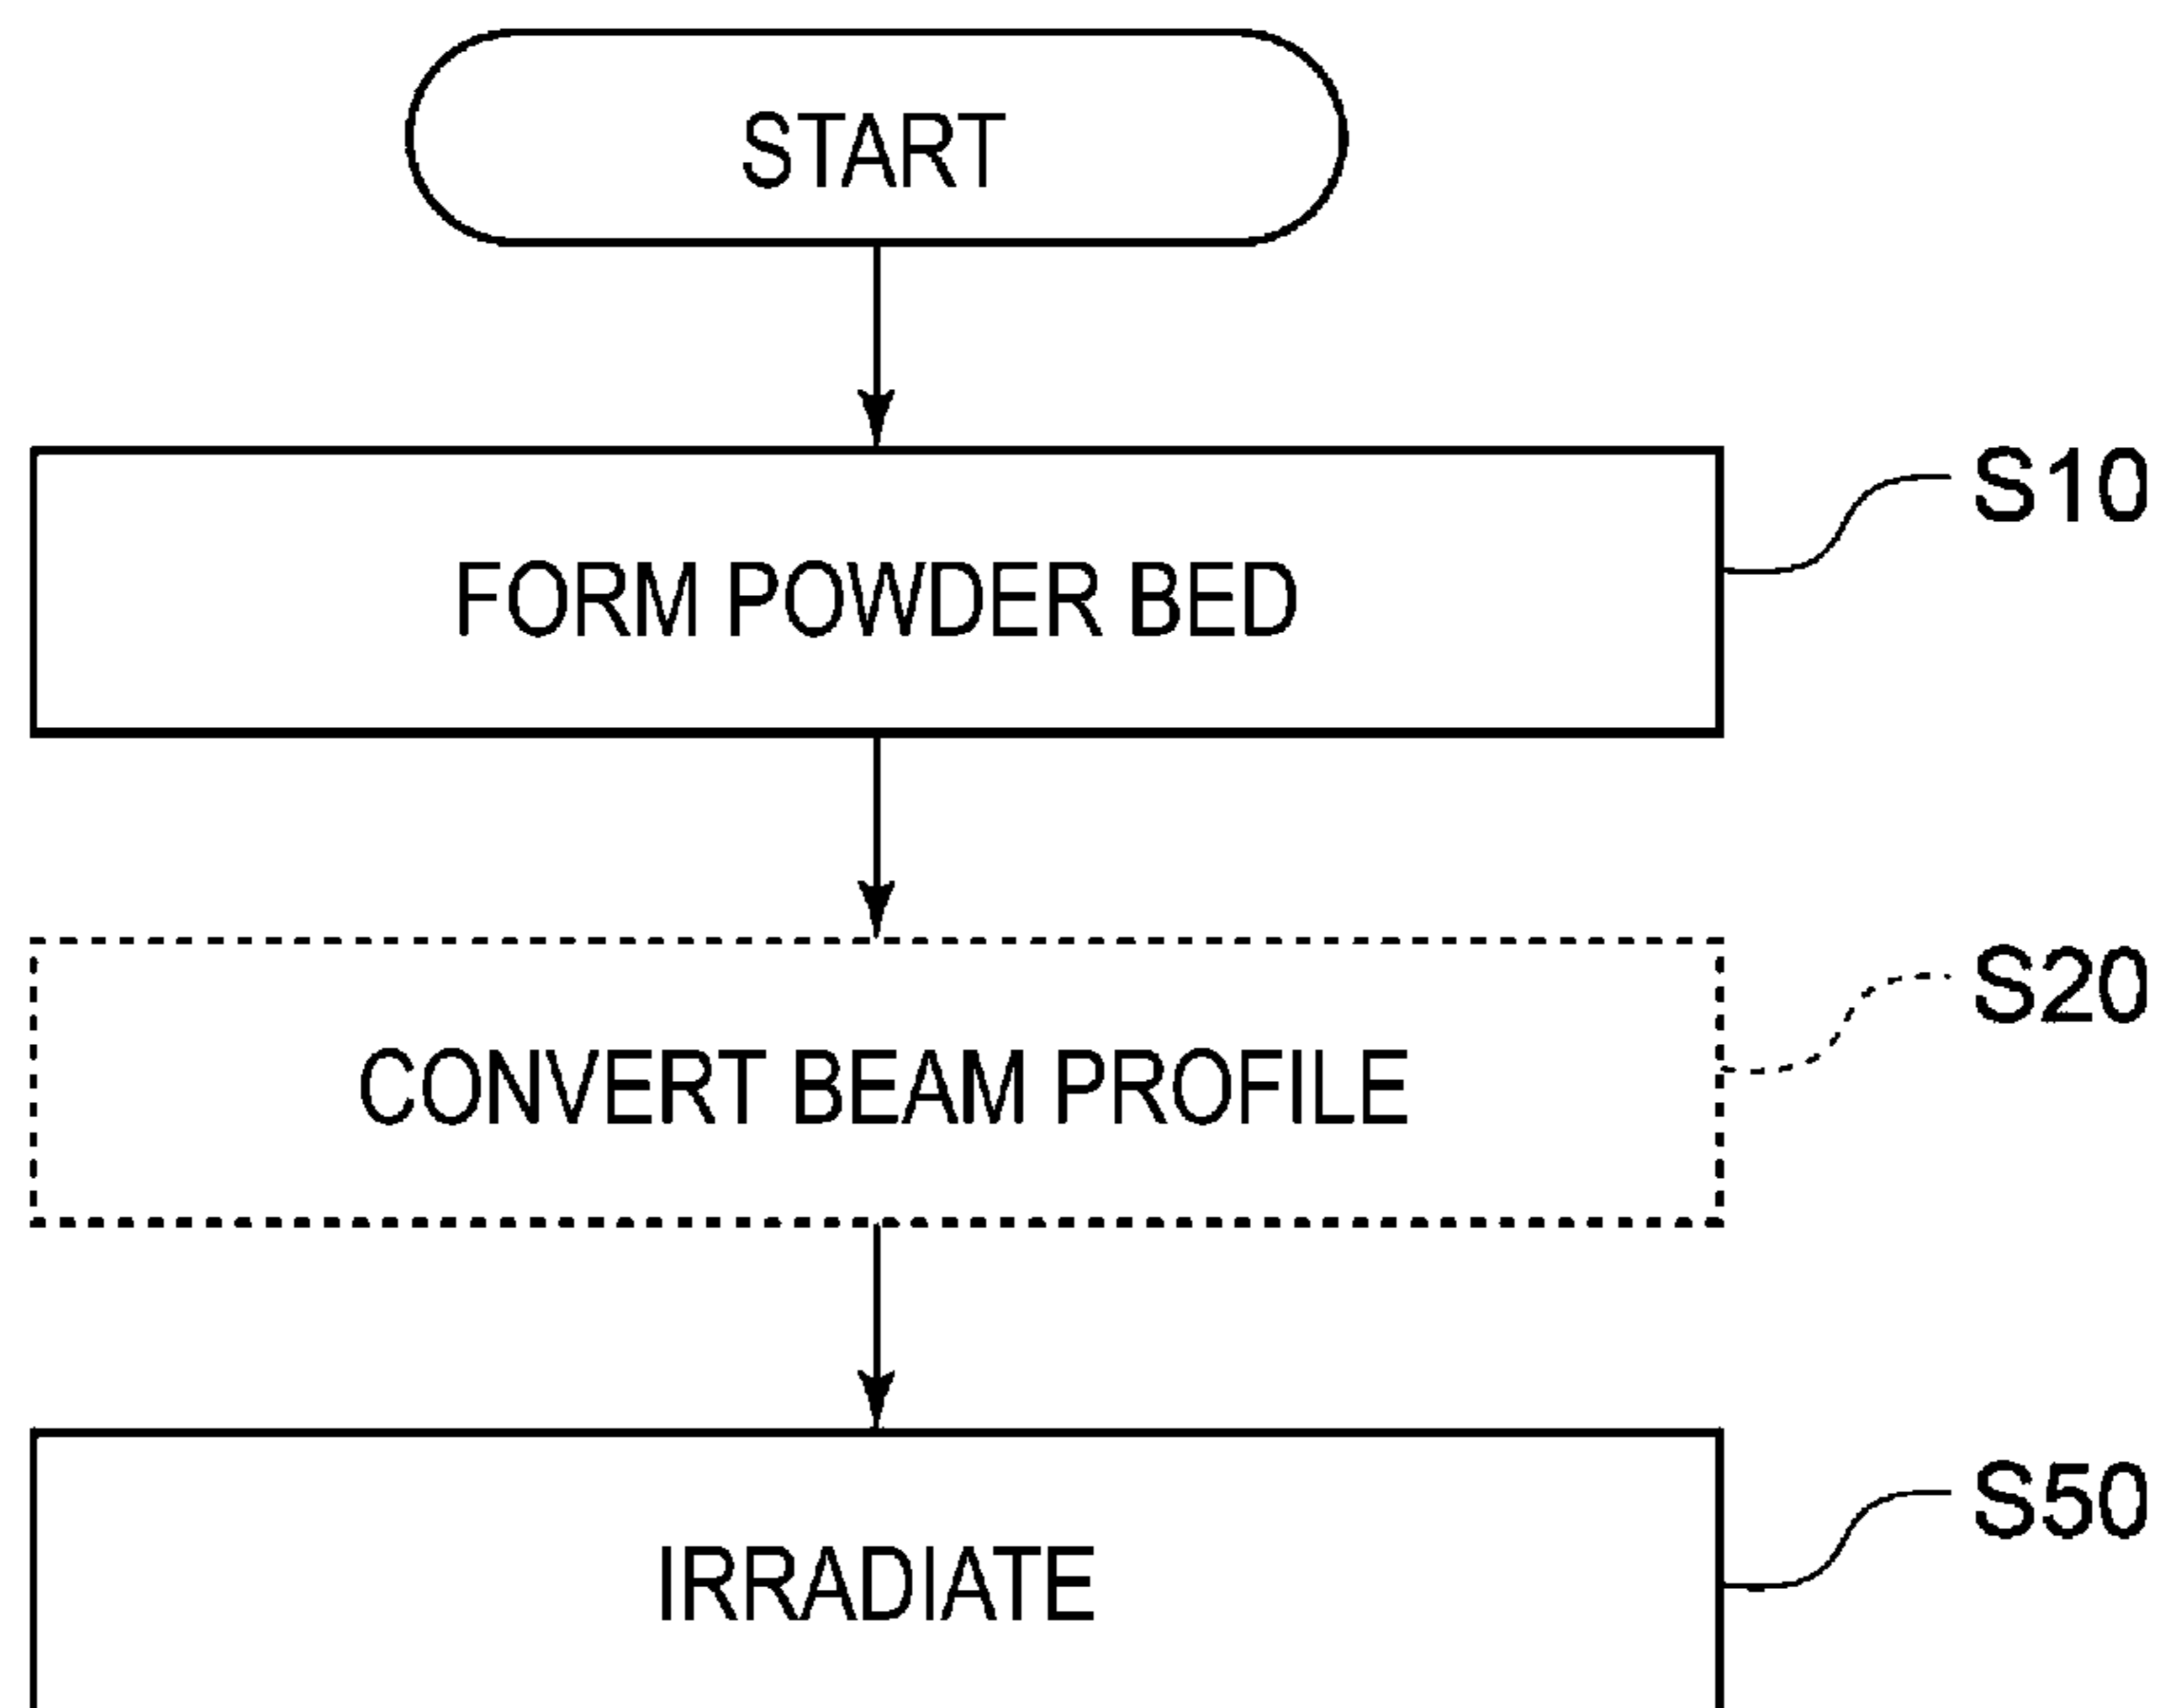 START
FORM POWDER BED
S10
CONVERT BEAM PROFILE
S20
IRRADIATE
S50